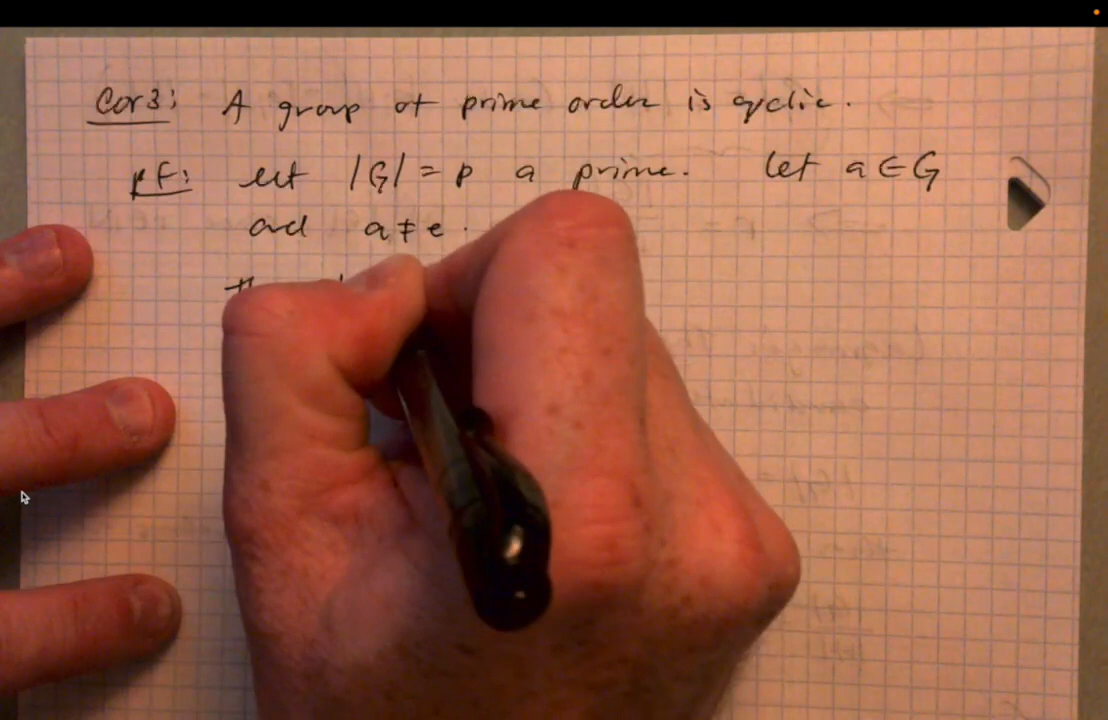 Cor 3: A group of prime order is cyclic.
pf: Let |G| = p a prime. Let a ∈ G
and a ≠ e.